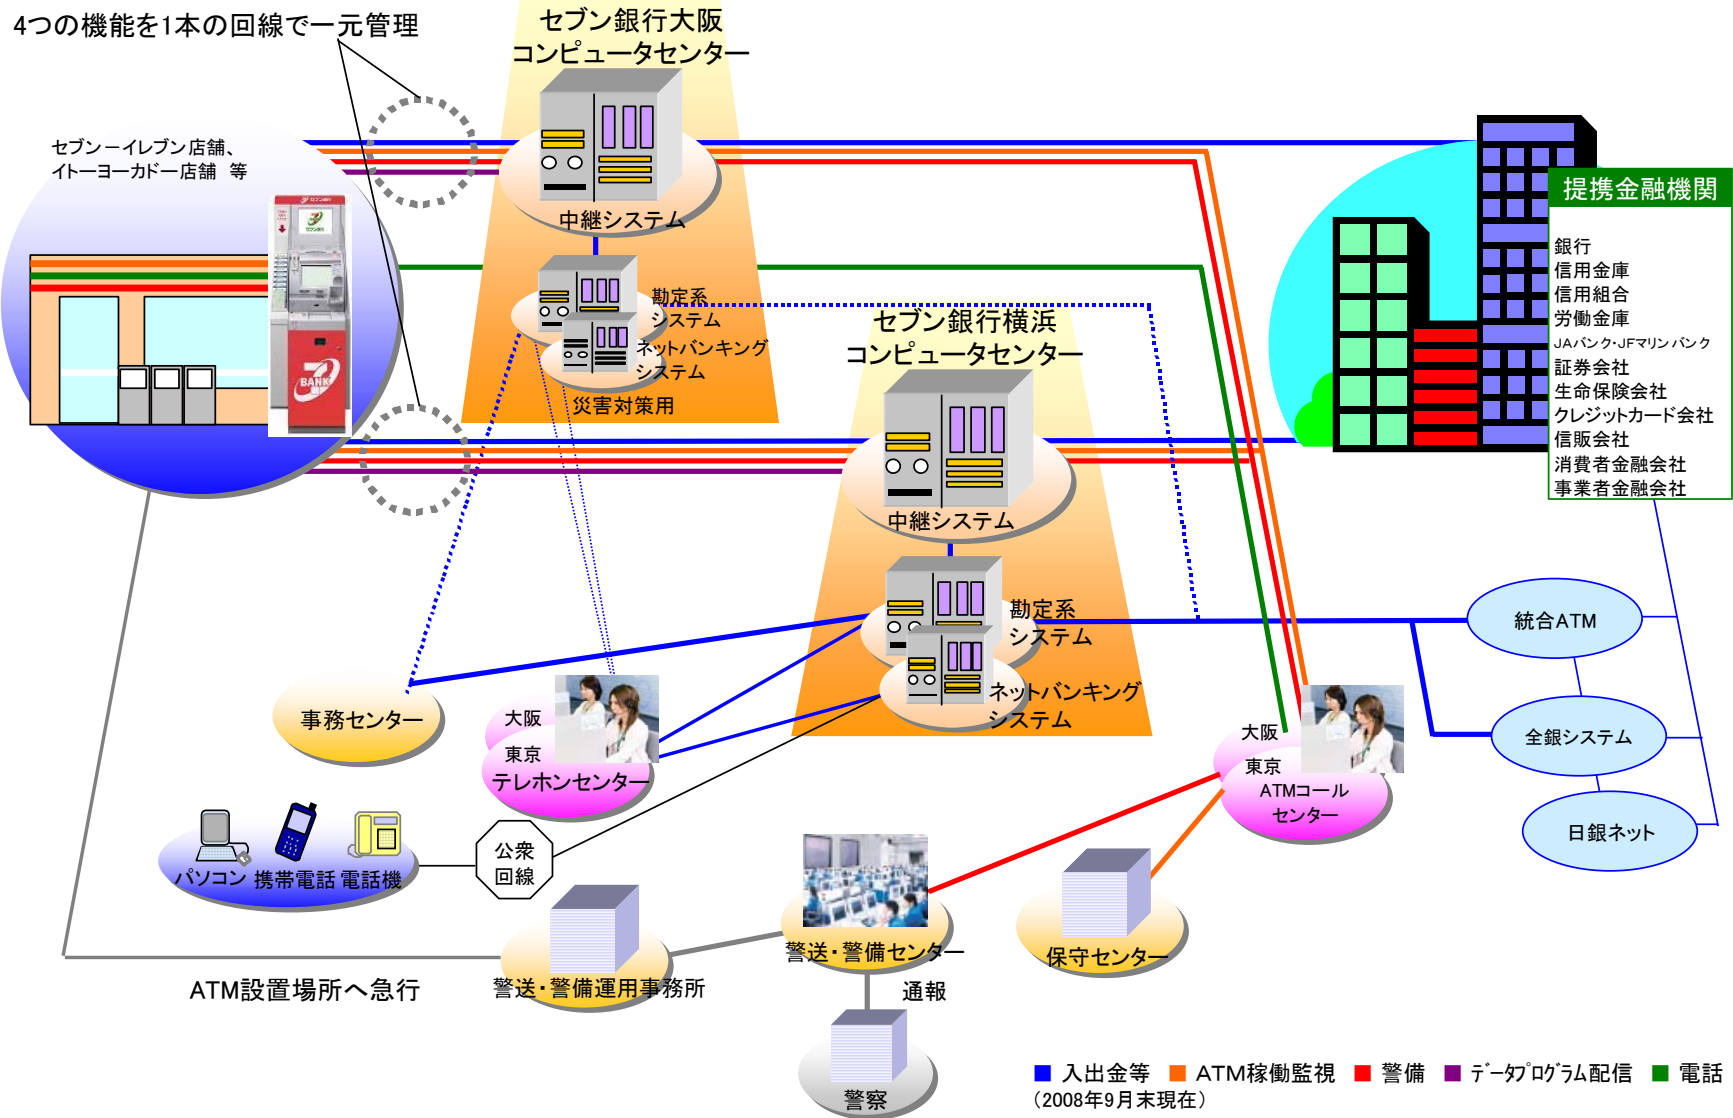 4つの機能を1本の回線で一元管理
セブン銀行大阪
コンピュータセンター
セブン－イレブン店舗、
イトーヨーカドー店舗 等
中継システム
勘定系
システム
ネットバンキング
システム
災害対策用
セブン銀行横浜
コンピュータセンター
中継システム
勘定系
システム
ネットバンキング
システム
提携金融機関
銀行
信用金庫
信用組合
労働金庫
JAバンク・JFマリンバンク
証券会社
生命保険会社
クレジットカード会社
信販会社
消費者金融会社
事業者金融会社
7
BANK
統合ATM
全銀システム
日銀ネット
事務センター
大阪
東京
テレホンセンター
大阪
東京
ATMコール
センター
パソコン 携帯電話 電話機
公衆
回線
警送・警備センター
保守センター
警送・警備運用事務所
ATM設置場所へ急行
通報
警察
■ 入出金等 ■ ATM稼働監視 ■ 警備 ■ ﾃﾞｰﾀﾌﾟﾛｸﾞﾗﾑ配信 ■ 電話
（2008年9月末現在）